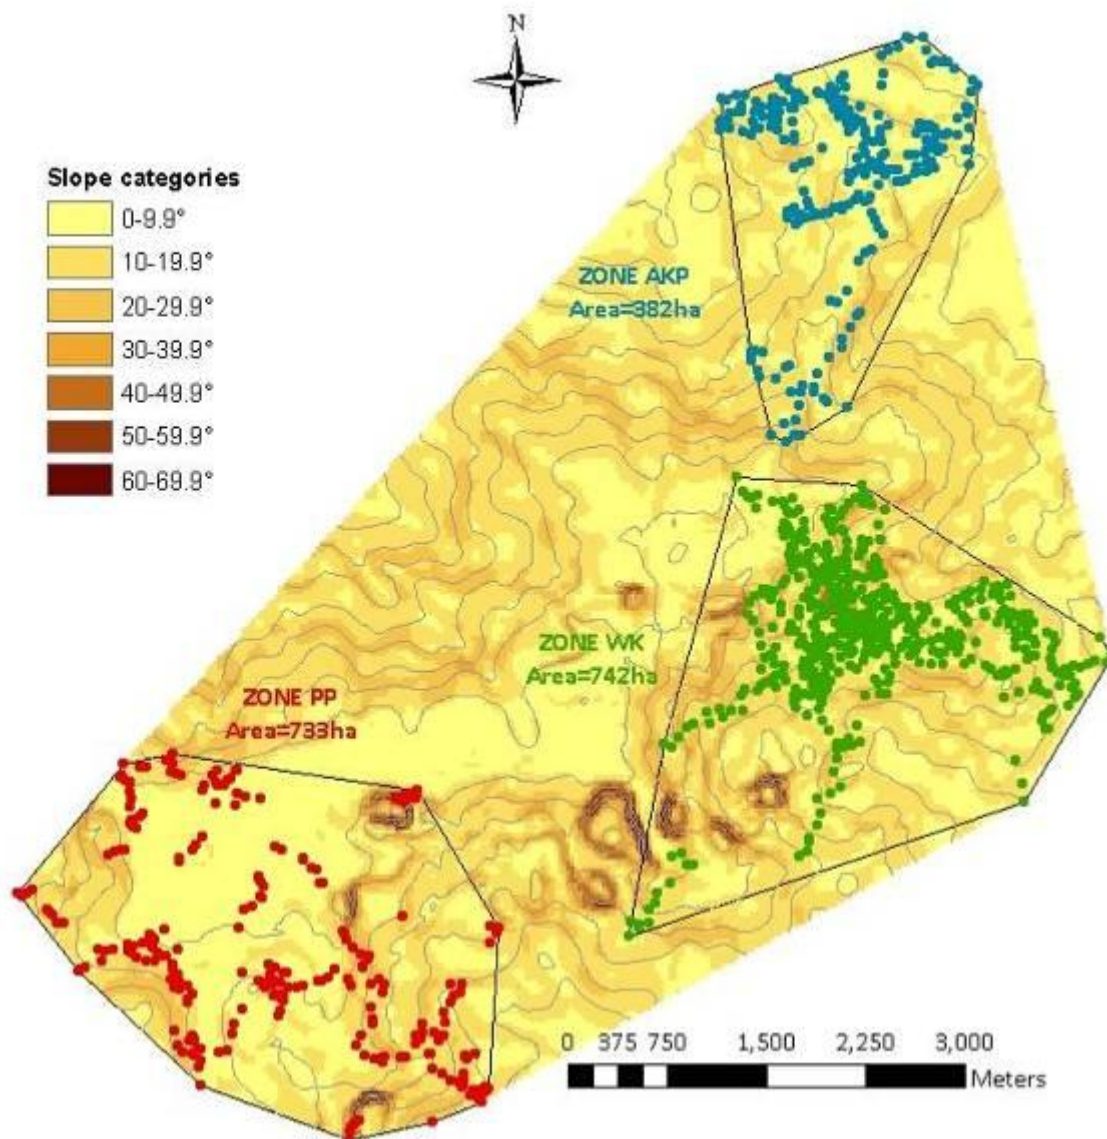 N
Slope categories
0-9.9°
10-19.9°
20-29.9°
30-39.9°
40-49.9°
50-59.9°
60-69.9°
ZONE AKP
Area=382ha
ZONE WK
Area=742ha
ZONE PP
Area=733ha
0 375 750 1,500 2,250 3,000
Meters